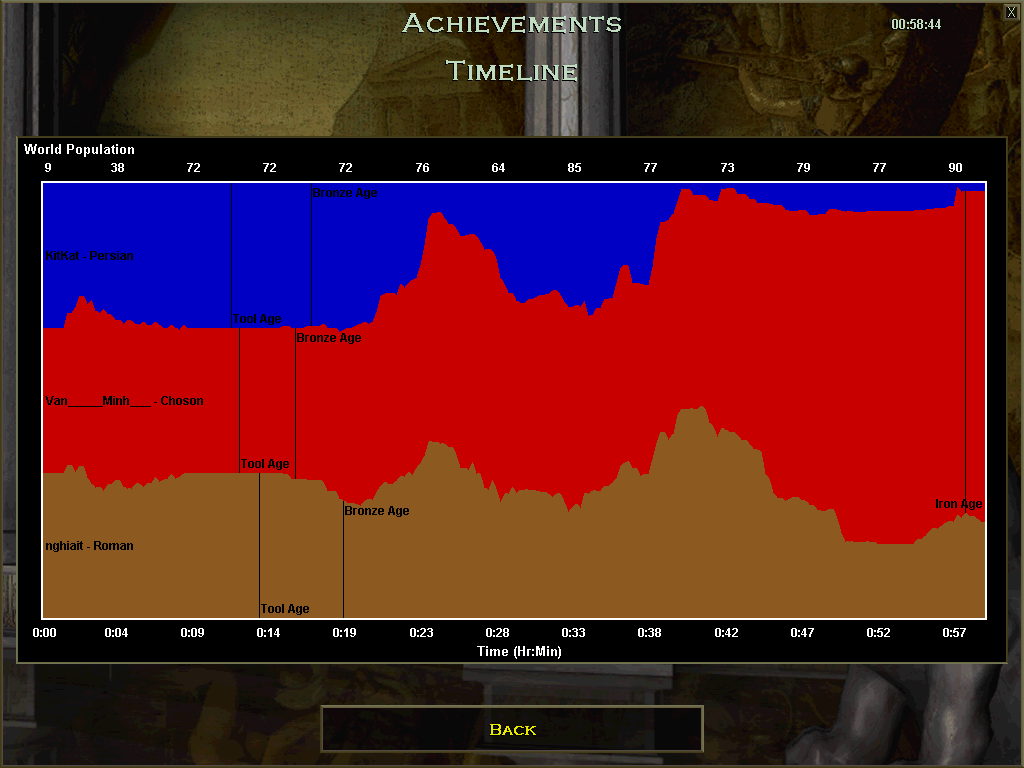 ACHIEVEMENTS
00:58:44
X
TIMELINE
World Population
9 38 72 72 72 76 64 85 77 73 79 77 90
Bronze Age
KitKat - Persian
Tool Age
Bronze Age
Van_____Minh___ - Choson
Tool Age
Iron Age
Bronze Age
nghiait - Roman
Tool Age
0:00 0:04 0:09 0:14 0:19 0:23 0:28 0:33 0:38 0:42 0:47 0:52 0:57
Time (Hr:Min)
BACK